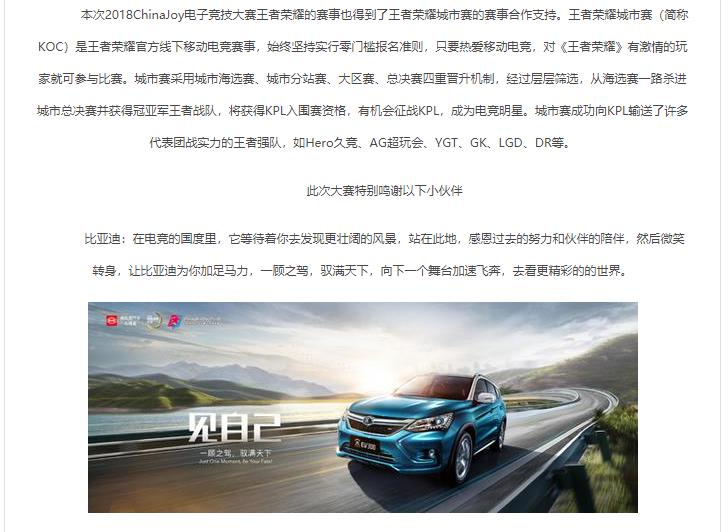 本次2018ChinaJoy电子竞技大赛王者荣耀的赛事也得到了王者荣耀城市赛的赛事合作支持。王者荣耀城市赛（简称
KOC）是王者荣耀官方线下移动电竞赛事，始终坚持实行零门槛报名准则，只要热爱移动电竞，对《王者荣耀》有激情的玩
家就可参与比赛。城市赛采用城市海选赛、城市分站赛、大区赛、总决赛四重晋升机制，经过层层筛选，从海选赛一路杀进
城市总决赛并获得冠亚军王者战队，将获得KPL入围赛资格，有机会征战KPL，成为电竞明星。城市赛成功向KPL输送了许多
代表团战实力的王者强队，如Hero久竞、AG超玩会、YGT、GK、LGD、DR等。
此次大赛特别鸣谢以下小伙伴
比亚迪：在电竞的国度里，它等待着你去发现更壮阔的风景，站在此地，感恩过去的努力和伙伴的陪伴，然后微笑
转身，让比亚迪为你加足马力，一顾之驾，驭满天下，向下一个舞台加速飞奔，去看更精彩的的世界。
见自己
一顾之驾，驭满天下
Just One Moment, Be Your Fate!